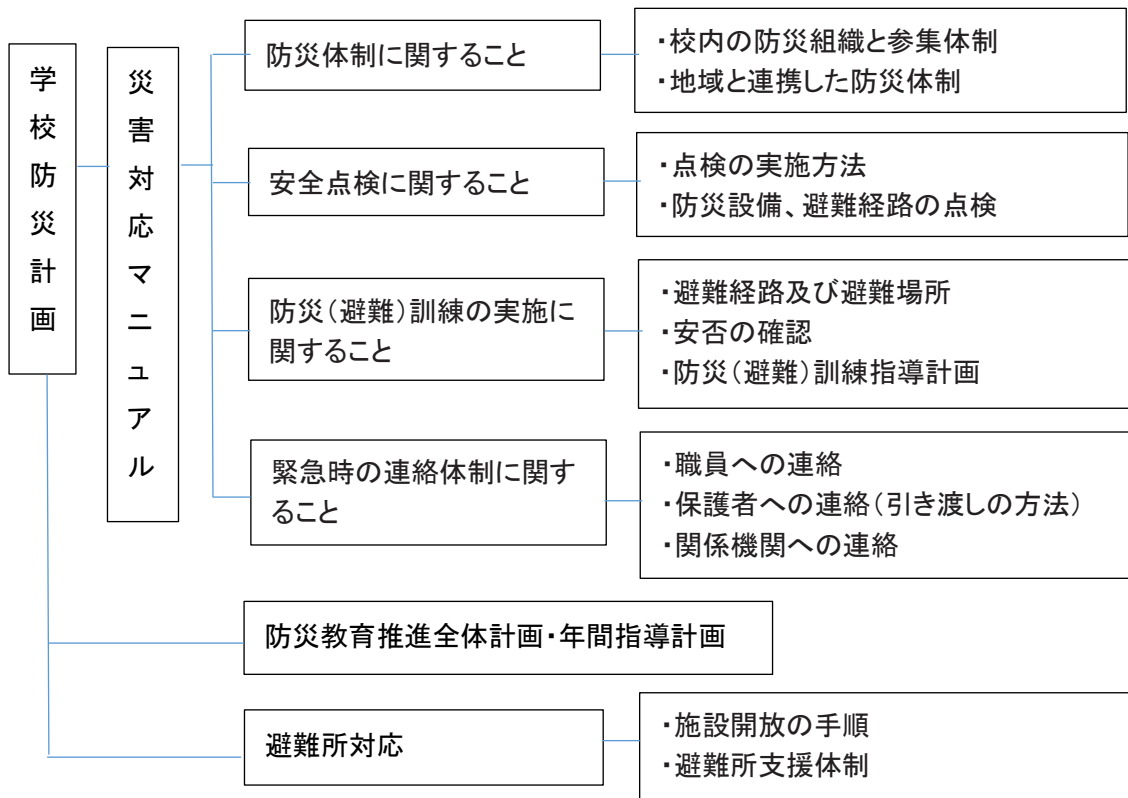 学校防災計画
災害対応マニュアル
防災体制に関すること
・校内の防災組織と参集体制
・地域と連携した防災体制
安全点検に関すること
・点検の実施方法
・防災設備、避難経路の点検
防災(避難)訓練の実施に
関すること
・避難経路及び避難場所
・安否の確認
・防災(避難)訓練指導計画
緊急時の連絡体制に関す
ること
・職員への連絡
・保護者への連絡(引き渡しの方法)
・関係機関への連絡
防災教育推進全体計画・年間指導計画
避難所対応
・施設開放の手順
・避難所支援体制